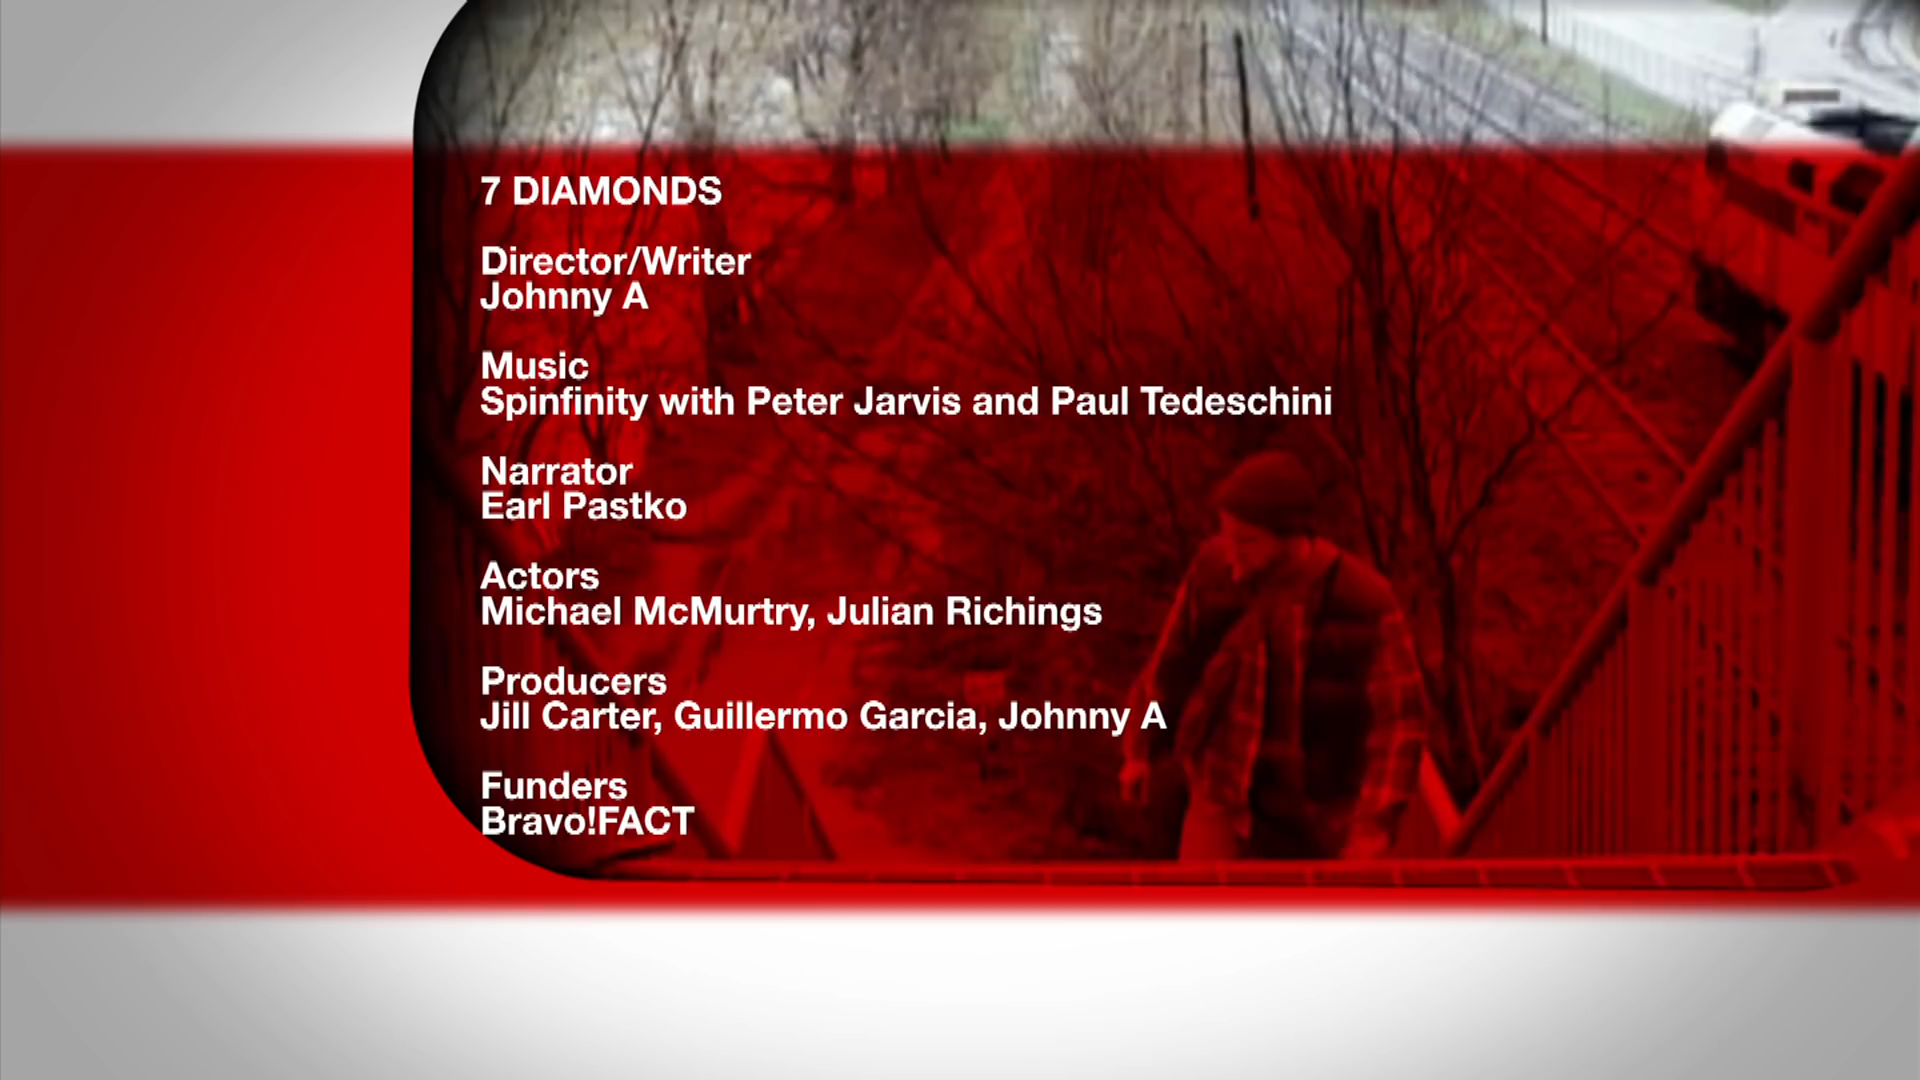 7 DIAMONDS
Director/Writer
Johnny A
Music
Spinfinity with Peter Jarvis and Paul Tedeschini
Narrator
Earl Pastko
Actors
Michael McMurtry, Julian Richings
Producers
Jill Carter, Guillermo Garcia, Johnny A
Funders
Bravo!FACT